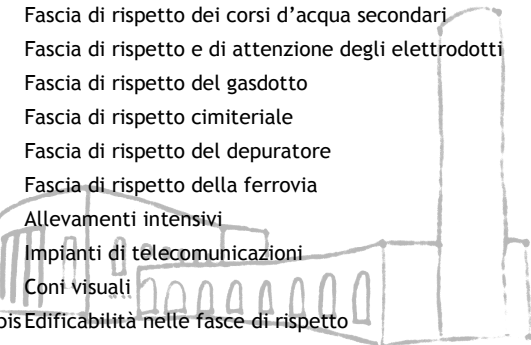 Fascia di rispetto dei corsi d’acqua secondari
Fascia di rispetto e di attenzione degli elettrodotti
Fascia di rispetto del gasdotto
Fascia di rispetto cimiteriale
Fascia di rispetto del depuratore
Fascia di rispetto della ferrovia
Allevamenti intensivi
Impianti di telecomunicazioni
Coni visuali
bis Edificabilità nelle fasce di rispetto